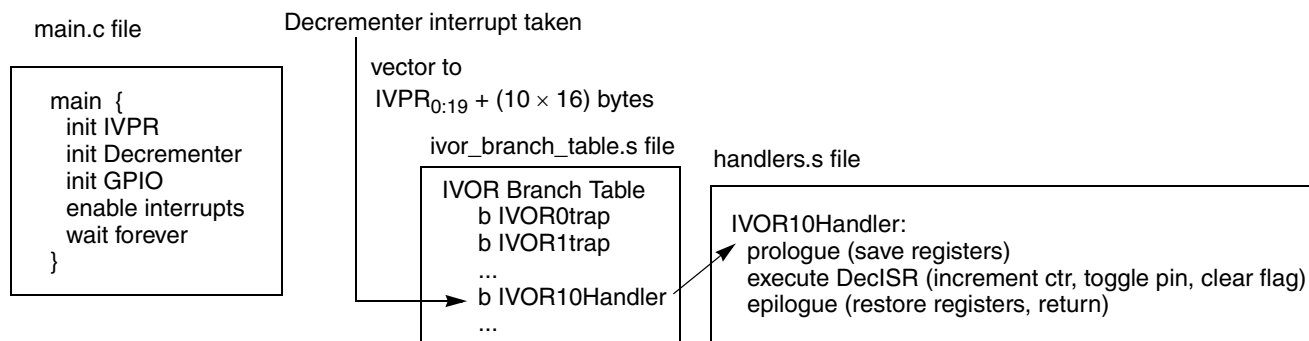 main.c file
main {
init IVPR
init Decrementer
init GPIO
enable interrupts
wait forever
}
Decrementer interrupt taken
vector to
IVPR0:19 + (10 × 16) bytes
ivor_branch_table.s file
IVOR Branch Table
b IVOR0trap
b IVOR1trap
...
b IVOR10Handler
...
handlers.s file
IVOR10Handler:
prologue (save registers)
execute DecISR (increment ctr, toggle pin, clear flag)
epilogue (restore registers, return)